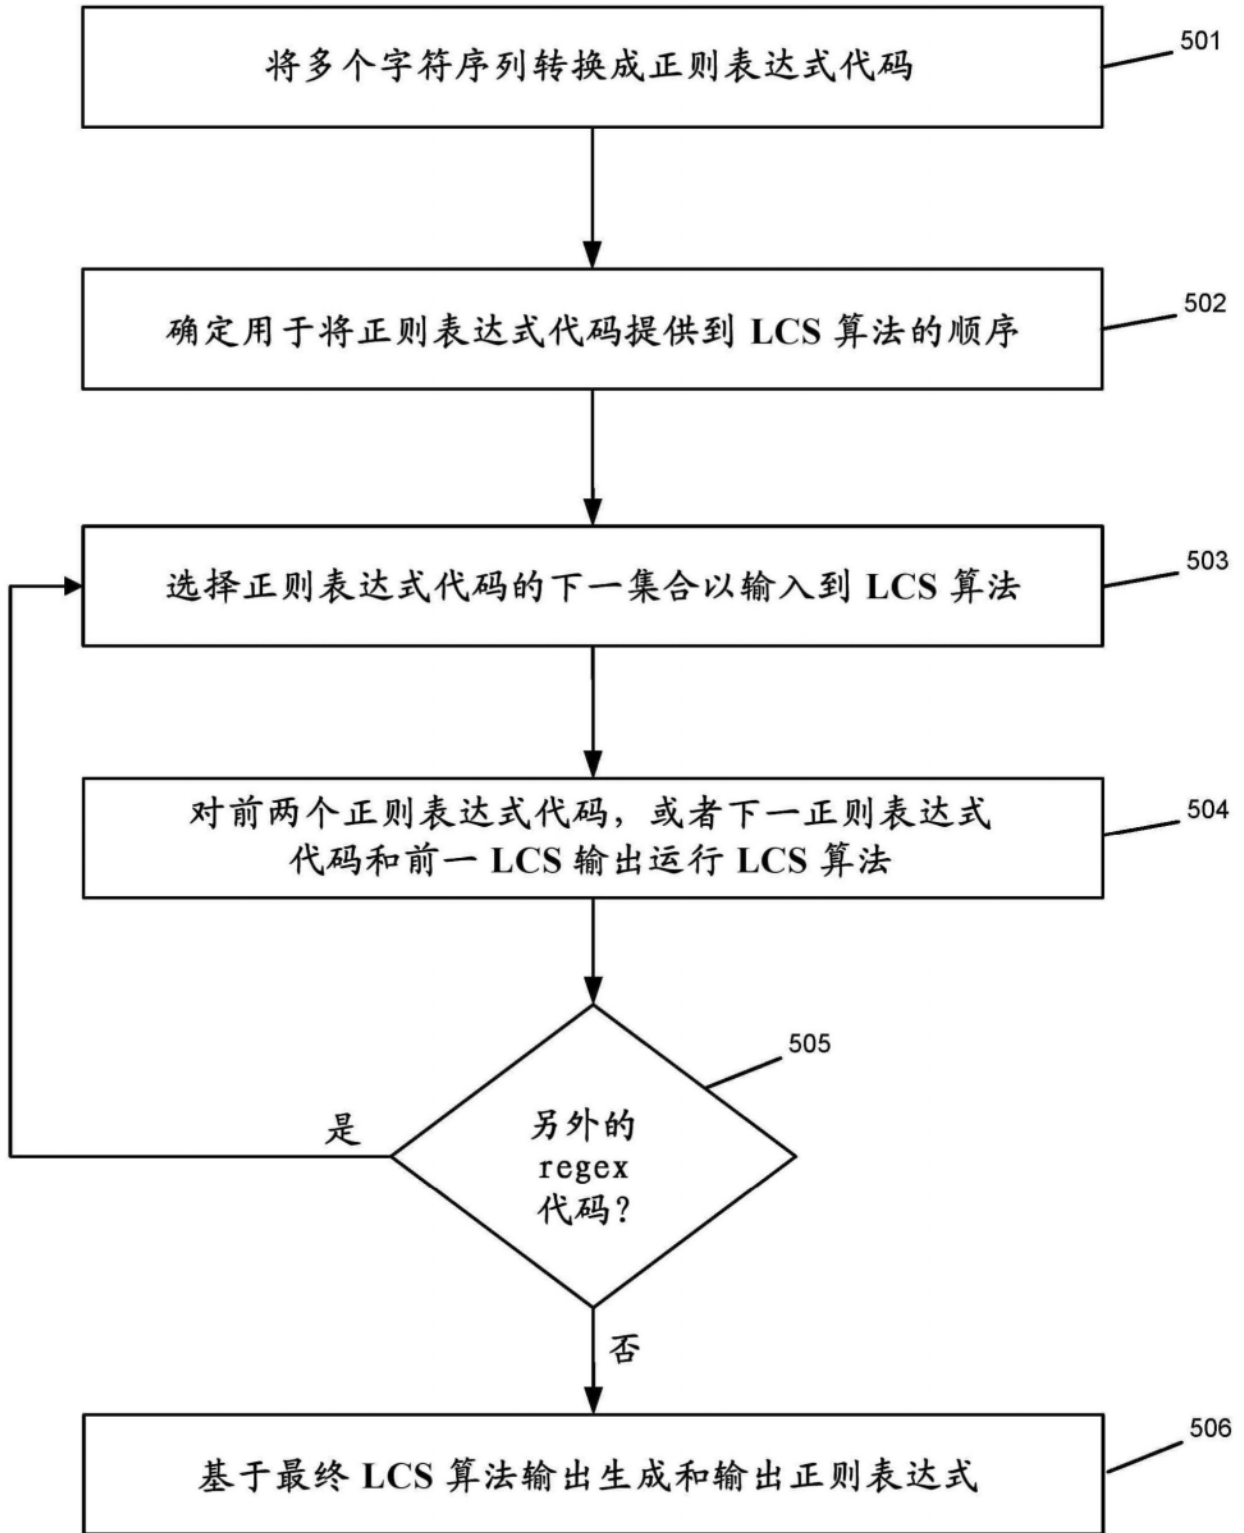 将多个字符序列转换成正则表达式代码
501
确定用于将正则表达式代码提供到 LCS 算法的顺序
502
选择正则表达式代码的下一集合以输入到 LCS 算法
503
对前两个正则表达式代码，或者下一正则表达式
代码和前一 LCS 输出运行 LCS 算法
504
505
是
另外的
regex
代码？
否
基于最终 LCS 算法输出生成和输出正则表达式
506